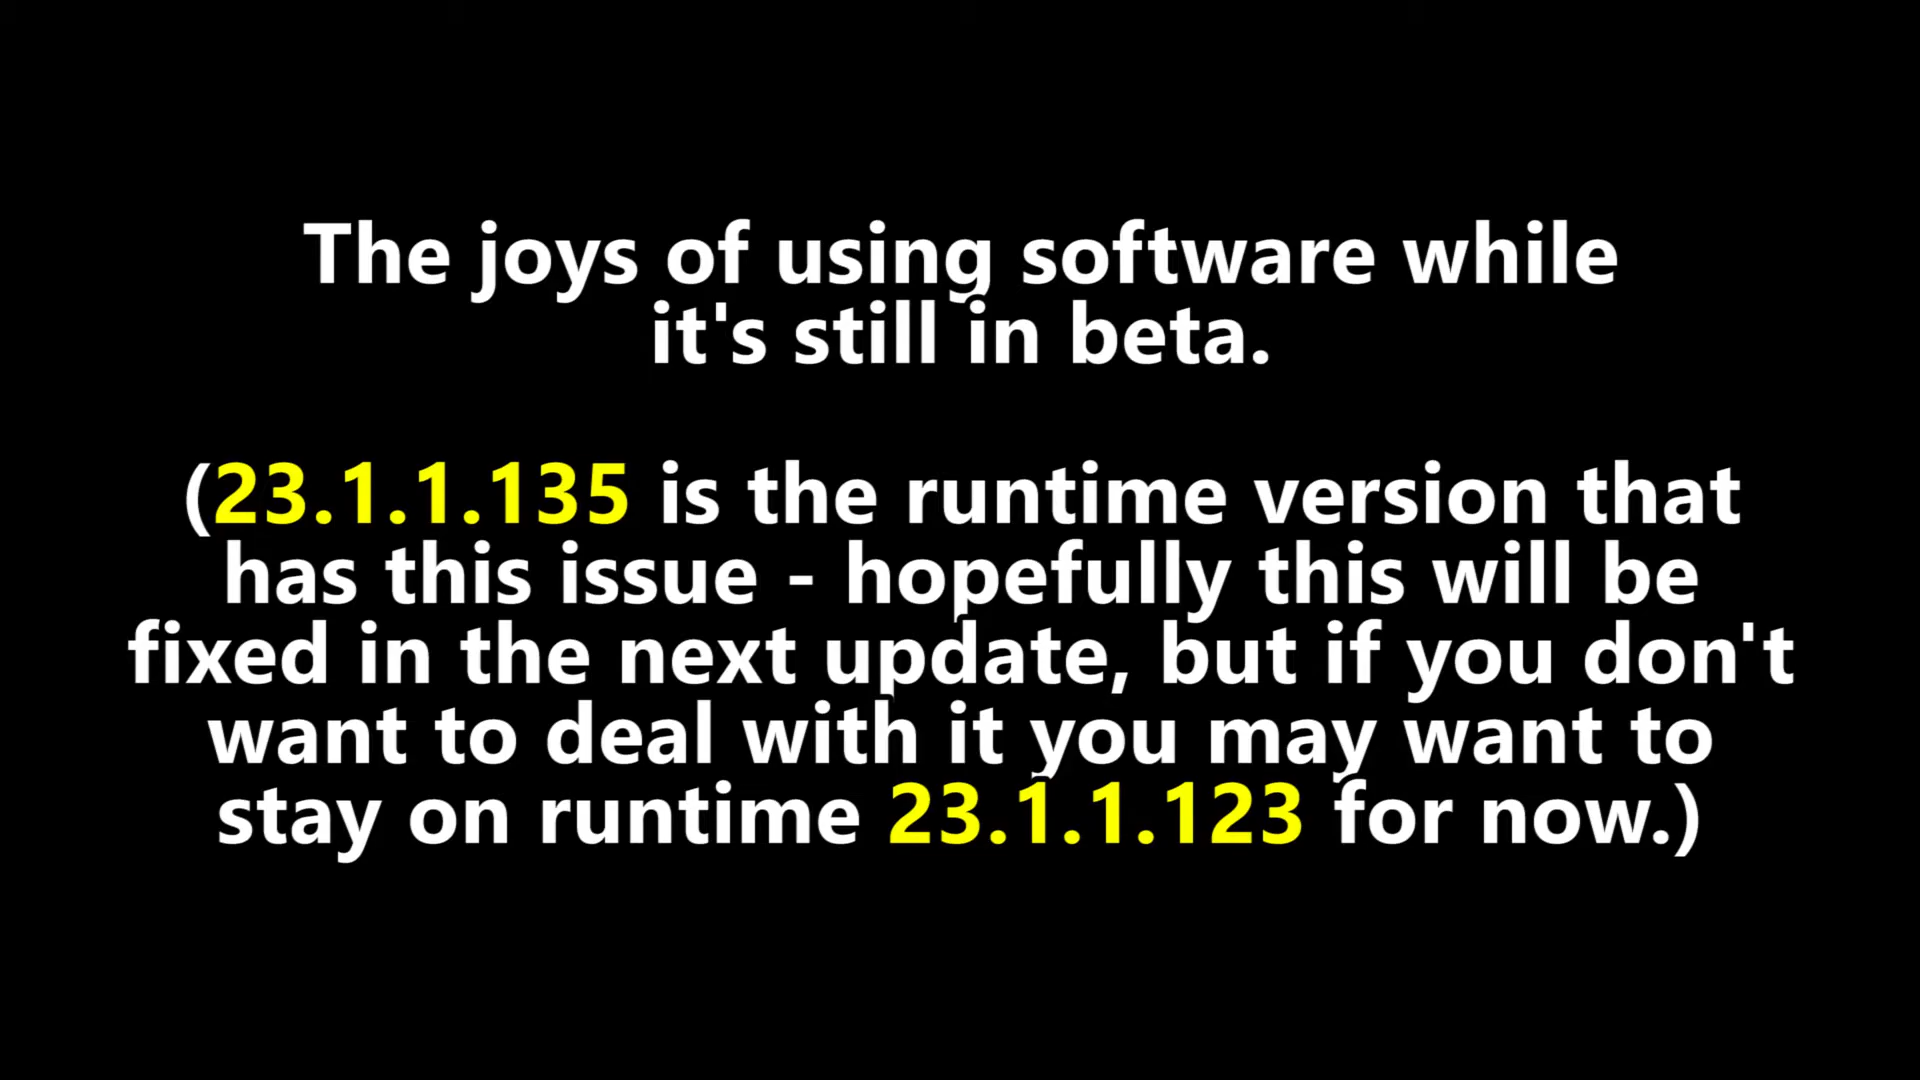 The joys of using software while
it's still in beta.
(23.1.1.135 is the runtime version that
has this issue - hopefully this will be
fixed in the next update, but if you don't
want to deal with it you may want to
stay on runtime 23.1.1.123 for now.)